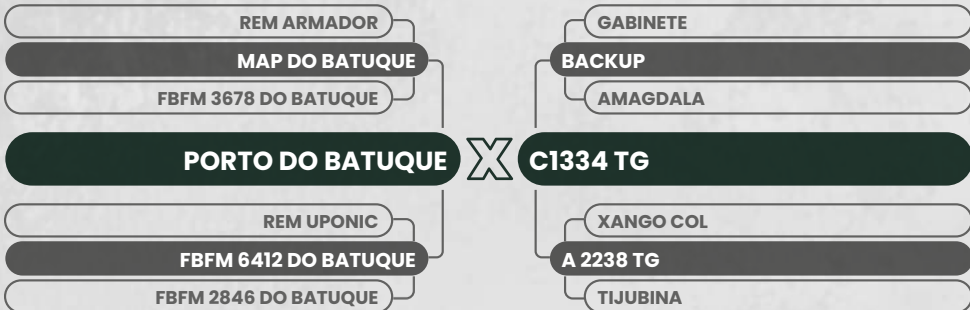 REM ARMADOR
MAP DO BATUQUE
FBFM 3678 DO BATUQUE
PORTO DO BATUQUE
REM UPONIC
FBFM 6412 DO BATUQUE
FBFM 2846 DO BATUQUE
X
GABINETE
BACKUP
AMAGDALA
C1334 TG
XANGO COL
A 2238 TG
TIJUBINA